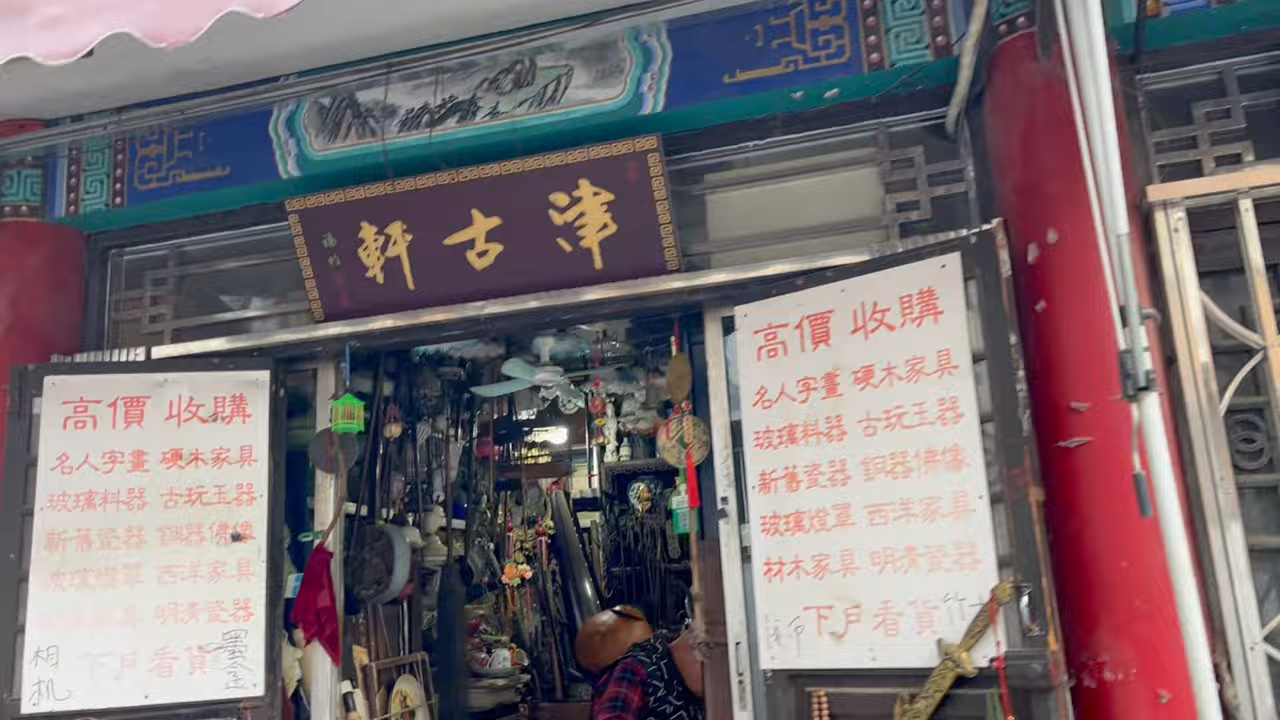 津古軒
高價 收購
名人字畫 硬木家具
玻璃料器 古玩玉器
新舊瓷器 銅器佛像
玻璃燈罩 西洋家具
明清瓷器
下戶看貨
相机
墨盒
高價 收購
名人字畫 硬木家具
玻璃料器 古玩玉器
新舊瓷器 銅器佛像
玻璃燈罩 西洋家具
材木家具 明清瓷器
下戶看貨